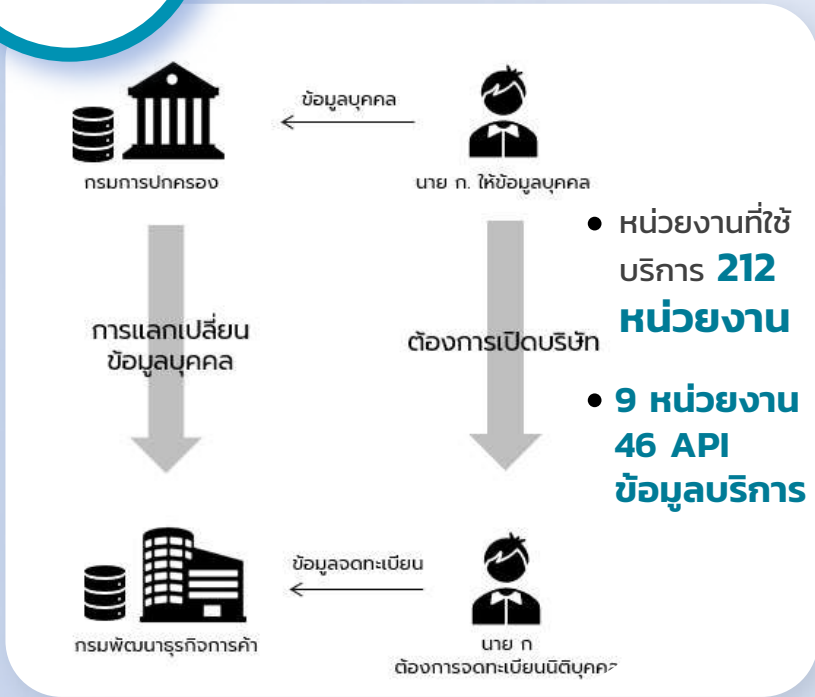 ข้อมูลบุคคล
กรมการปกครอง
นาย ก. ให้ข้อมูลบุคคล
• หน่วยงานที่ใช้
บริการ 212
หน่วยงาน
การแลกเปลี่ยน
ข้อมูลบุคคล
ต้องการเปิดบริษัท
• 9 หน่วยงาน
46 API
ข้อมูลบริการ
ข้อมูลจดทะเบียน
กรมพัฒนาธุรกิจการค้า
นาย ก
ต้องการจดทะเบียนนิติบุคคล